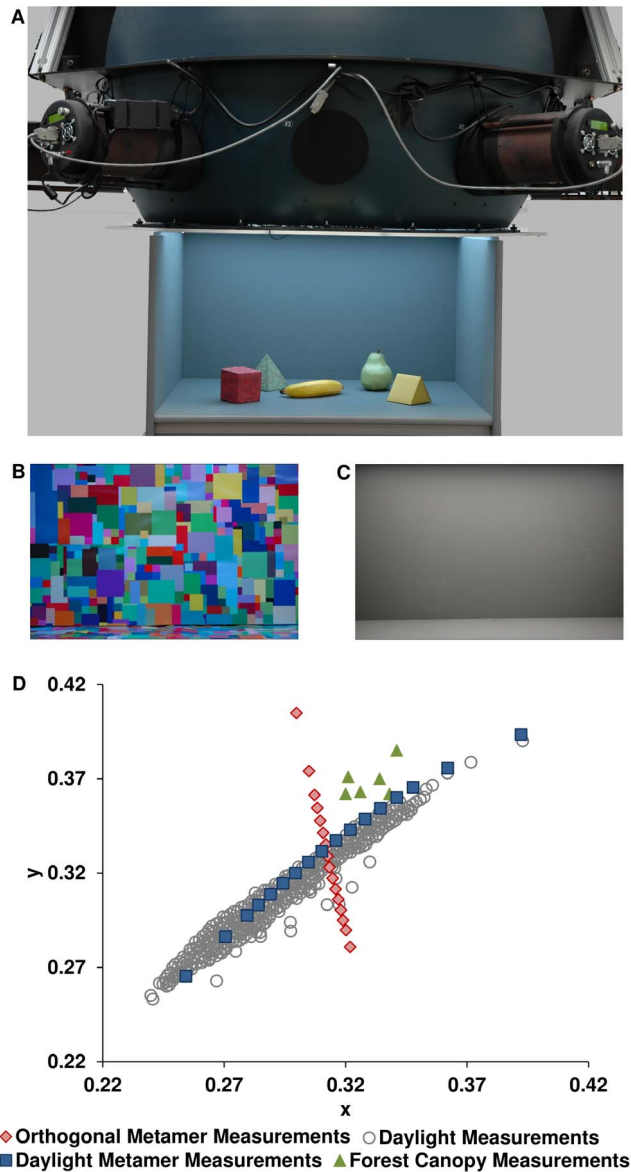 A
B
C
D
0.42
0.37
0.32
0.27
0.22
y
0.22 0.27 0.32 0.37 0.42
x
Orthogonal Metamer Measurements Daylight Measurements
Daylight Metamer Measurements Forest Canopy Measurements